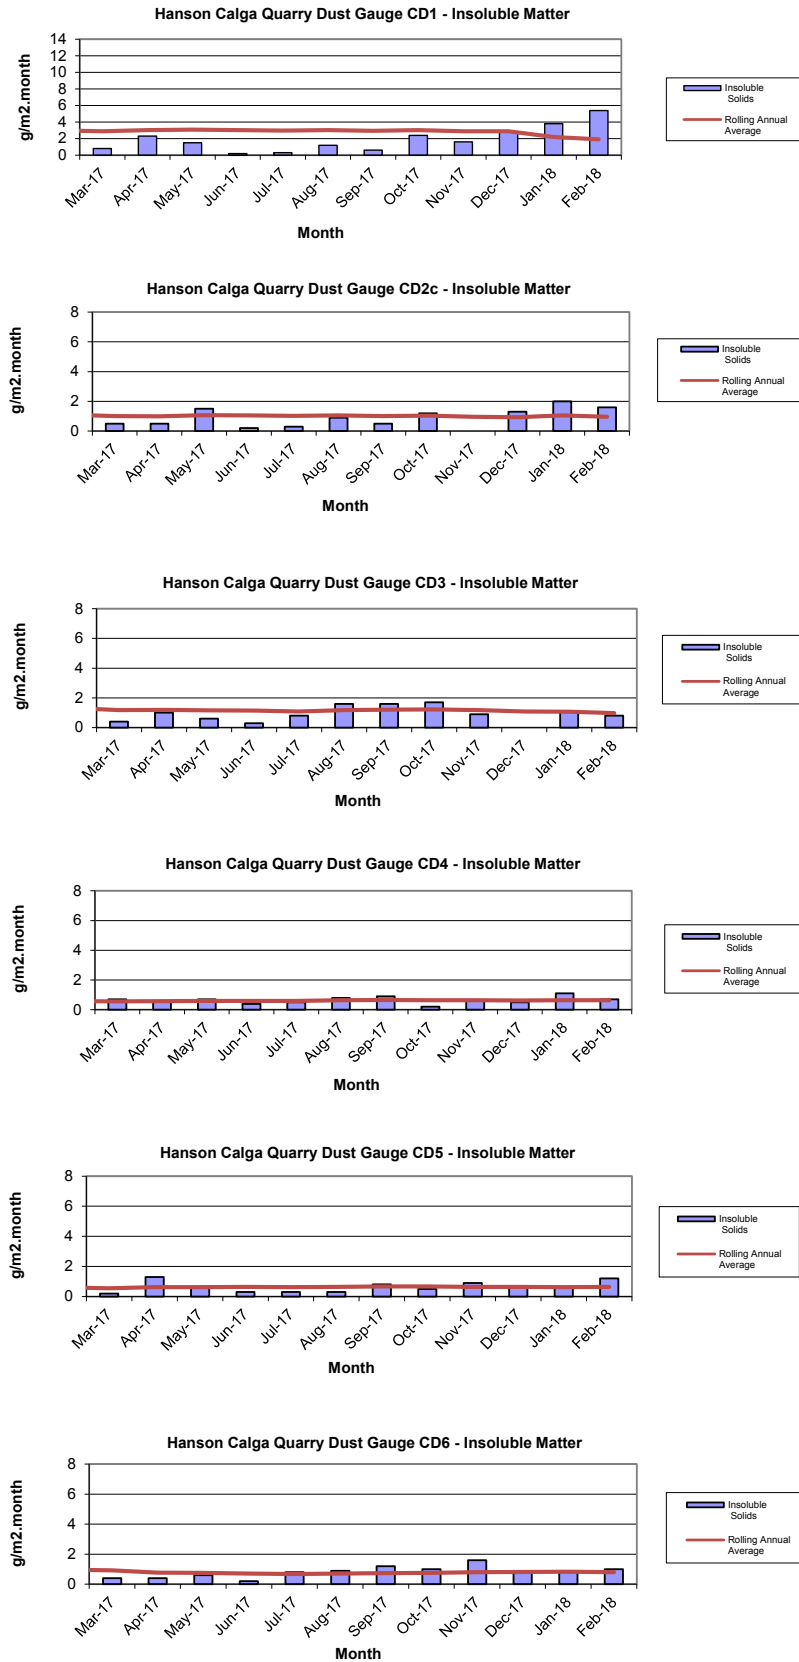 Hanson Calga Quarry Dust Gauge CD1 - Insoluble Matter
g/m2.month
14
12
10
8
6
4
2
0
Mar-17 Apr-17 May-17 Jun-17 Jul-17 Aug-17 Sep-17 Oct-17 Nov-17 Dec-17 Jan-18 Feb-18
Month
Insoluble
Solids
Rolling Annual
Average
Hanson Calga Quarry Dust Gauge CD2c - Insoluble Matter
g/m2.month
8
6
4
2
0
Mar-17 Apr-17 May-17 Jun-17 Jul-17 Aug-17 Sep-17 Oct-17 Nov-17 Dec-17 Jan-18 Feb-18
Month
Insoluble
Solids
Rolling Annual
Average
Hanson Calga Quarry Dust Gauge CD3 - Insoluble Matter
g/m2.month
8
6
4
2
0
Mar-17 Apr-17 May-17 Jun-17 Jul-17 Aug-17 Sep-17 Oct-17 Nov-17 Dec-17 Jan-18 Feb-18
Month
Insoluble
Solids
Rolling Annual
Average
Hanson Calga Quarry Dust Gauge CD4 - Insoluble Matter
g/m2.month
8
6
4
2
0
Mar-17 Apr-17 May-17 Jun-17 Jul-17 Aug-17 Sep-17 Oct-17 Nov-17 Dec-17 Jan-18 Feb-18
Month
Insoluble
Solids
Rolling Annual
Average
Hanson Calga Quarry Dust Gauge CD5 - Insoluble Matter
g/m2.month
8
6
4
2
0
Mar-17 Apr-17 May-17 Jun-17 Jul-17 Aug-17 Sep-17 Oct-17 Nov-17 Dec-17 Jan-18 Feb-18
Month
Insoluble
Solids
Rolling Annual
Average
Hanson Calga Quarry Dust Gauge CD6 - Insoluble Matter
g/m2.month
8
6
4
2
0
Mar-17 Apr-17 May-17 Jun-17 Jul-17 Aug-17 Sep-17 Oct-17 Nov-17 Dec-17 Jan-18 Feb-18
Month
Insoluble
Solids
Rolling Annual
Average